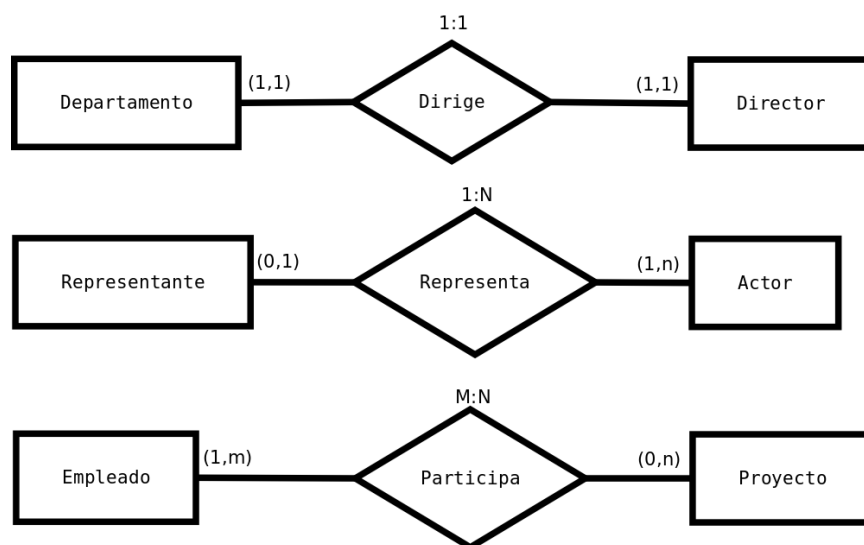 1:1
Departamento (1,1) Dirige (1,1) Director
1:N
Representante (0,1) Representa (1,n) Actor
M:N
Empleado (1,m) Participa (0,n) Proyecto